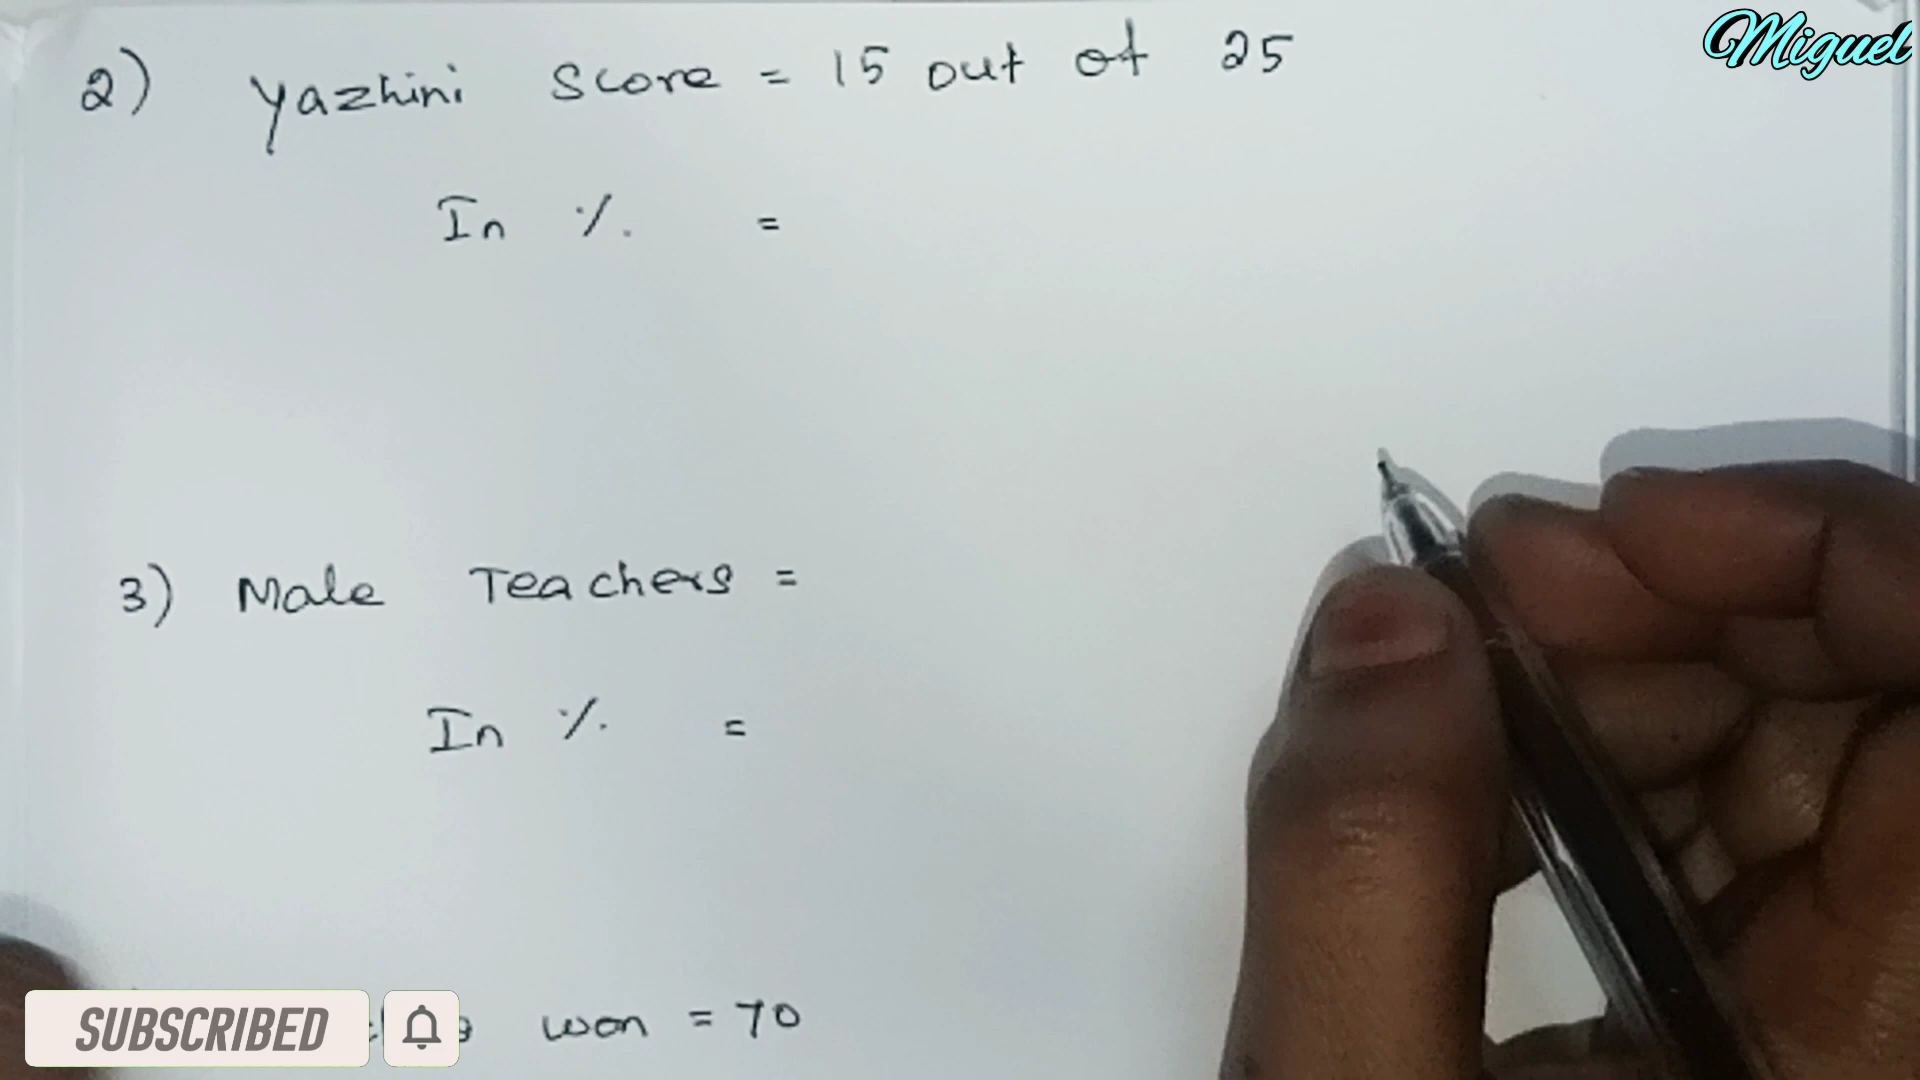 Miguel
2) Yazhini Score = 15 out of 25
In % =
3) Male Teachers =
In % =
won = 70
SUBSCRIBED